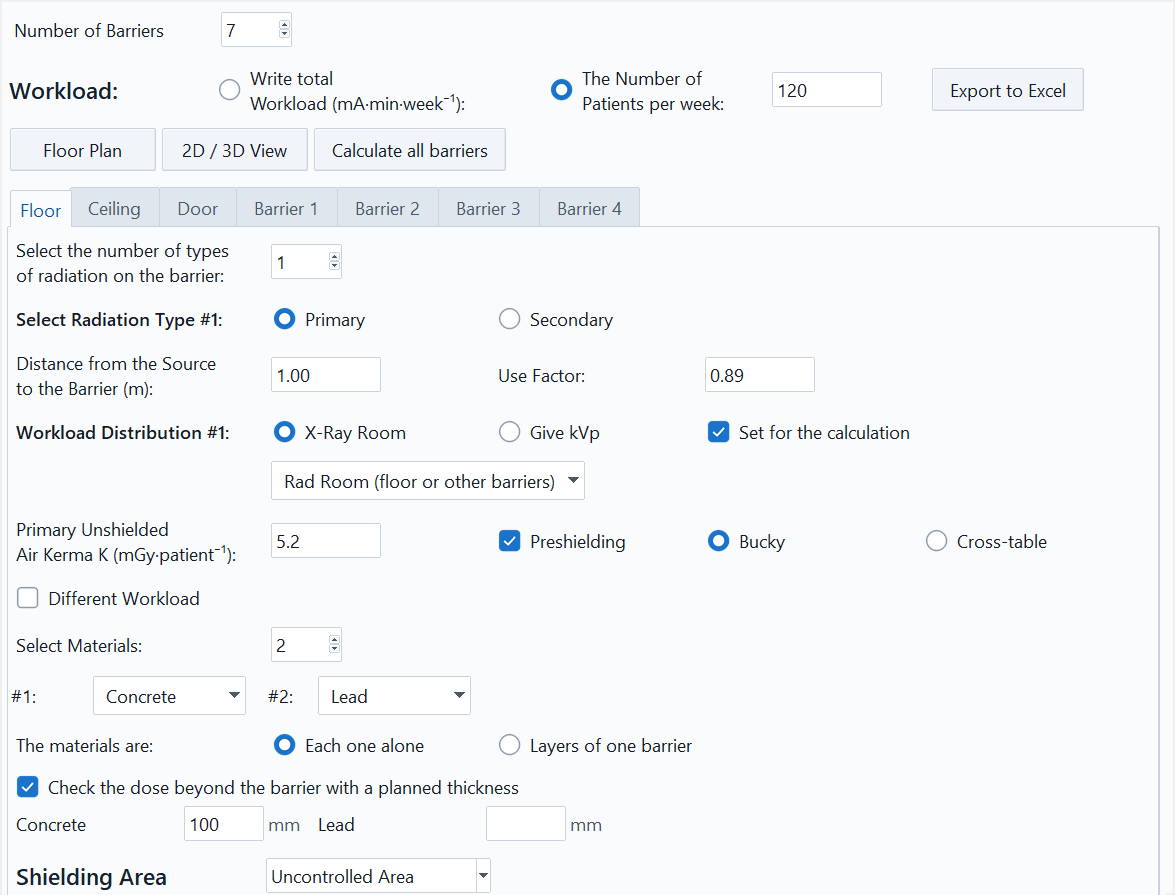 Number of Barriers 7
Workload: Write total Workload (mA·min·week⁻¹): The Number of Patients per week: 120 Export to Excel
Floor Plan 2D / 3D View Calculate all barriers
Floor Ceiling Door Barrier 1 Barrier 2 Barrier 3 Barrier 4
Select the number of types
of radiation on the barrier: 1
Select Radiation Type #1: Primary Secondary
Distance from the Source
to the Barrier (m): 1.00 Use Factor: 0.89
Workload Distribution #1: X-Ray Room Give kVp Set for the calculation
Rad Room (floor or other barriers)
Primary Unshielded
Air Kerma K (mGy·patient⁻¹): 5.2 Preshielding Bucky Cross-table
Different Workload
Select Materials: 2
#1: Concrete #2: Lead
The materials are: Each one alone Layers of one barrier
Check the dose beyond the barrier with a planned thickness
Concrete 100 mm Lead mm
Shielding Area Uncontrolled Area